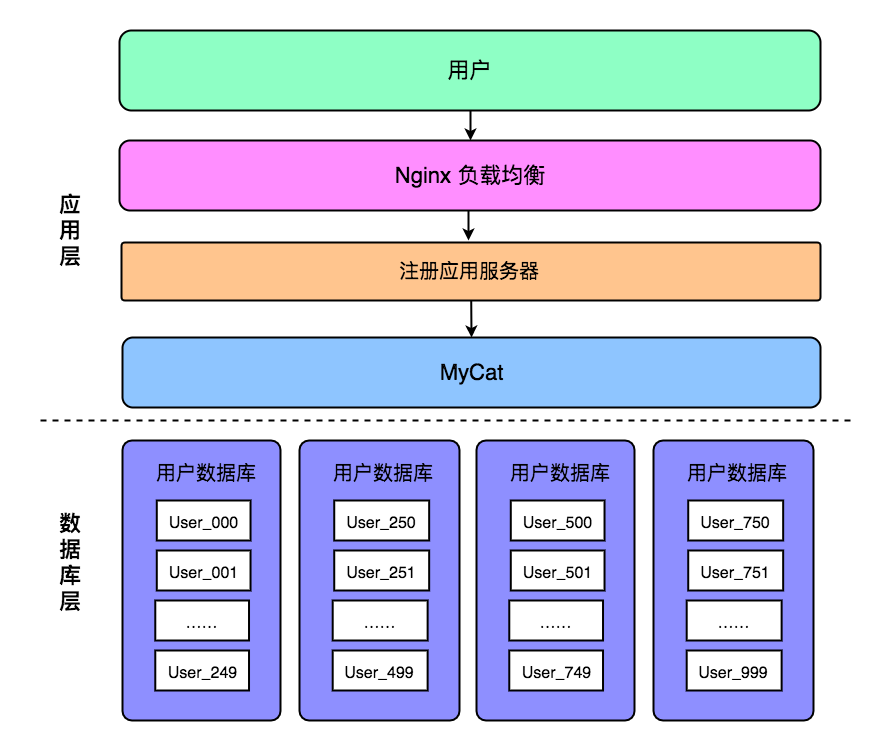 用户
Nginx 负载均衡
应用层
注册应用服务器
MyCat
数据库层
用户数据库
User_000
User_001
......
User_249
用户数据库
User_250
User_251
......
User_499
用户数据库
User_500
User_501
......
User_749
用户数据库
User_750
User_751
......
User_999